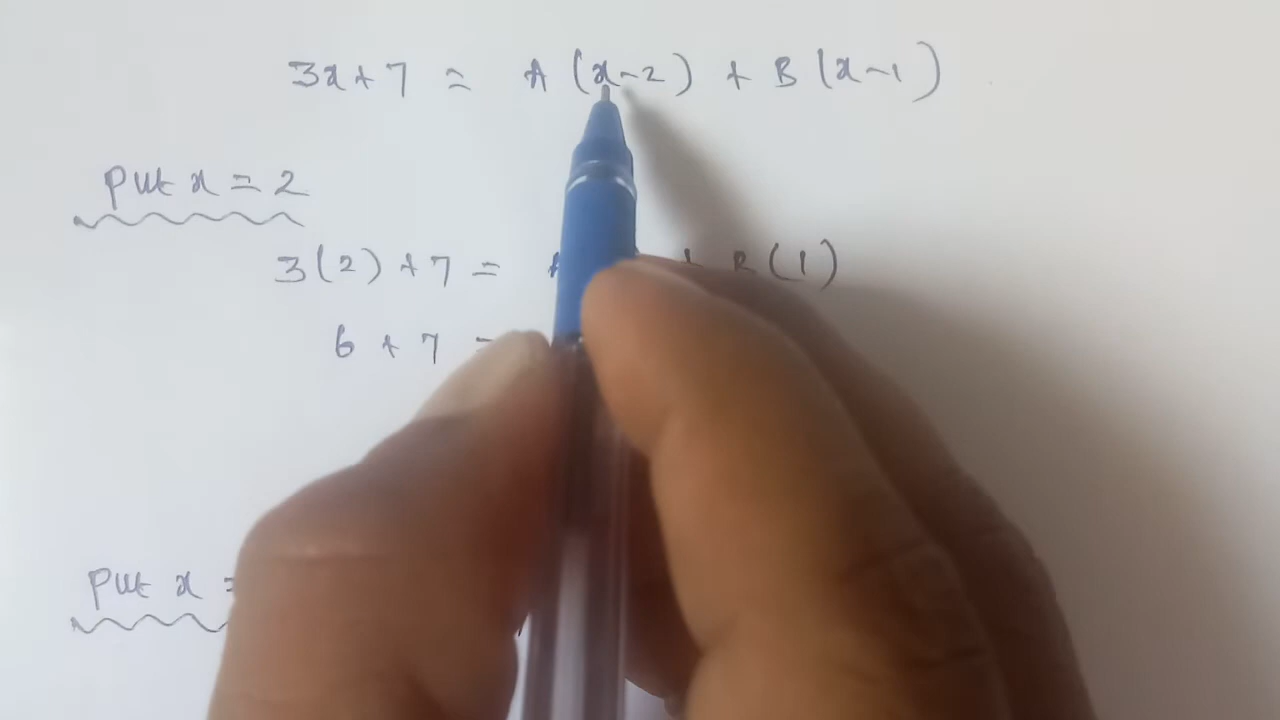 3x+7 = A (x-2) + B (x-1)
put x = 2
3(2) +7 = + B (1)
6 + 7 =
put x =